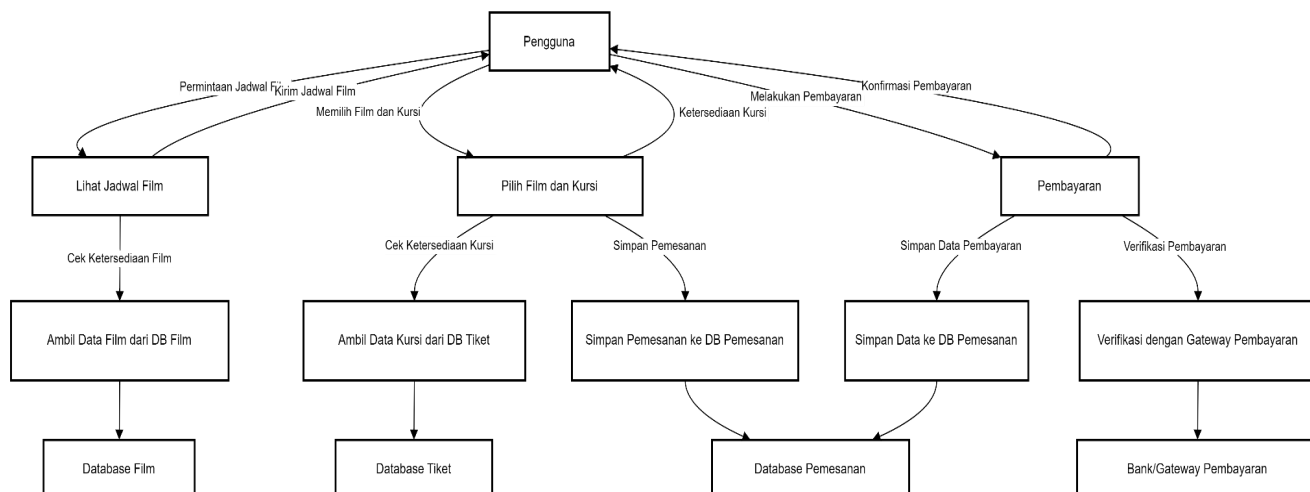 Pengguna
Permintaan Jadwal
Kirim Jadwal Film
Memilih Film dan Kursi
Ketersediaan Kursi
Melakukan Pembayaran
Konfirmasi Pembayaran
Lihat Jadwal Film
Pilih Film dan Kursi
Pembayaran
Cek Ketersediaan Film
Cek Ketersediaan Kursi
Simpan Pemesanan
Simpan Data Pembayaran
Verifikasi Pembayaran
Ambil Data Film dari DB Film
Ambil Data Kursi dari DB Tiket
Simpan Pemesanan ke DB Pemesanan
Simpan Data ke DB Pemesanan
Verifikasi dengan Gateway Pembayaran
Database Film
Database Tiket
Database Pemesanan
Bank/Gateway Pembayaran